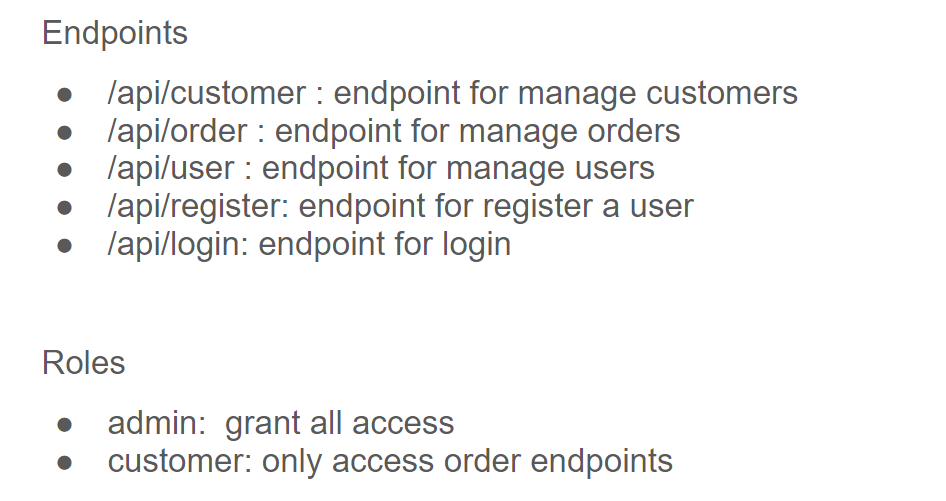 Endpoints
● /api/customer : endpoint for manage customers
● /api/order : endpoint for manage orders
● /api/user : endpoint for manage users
● /api/register: endpoint for register a user
● /api/login: endpoint for login
Roles
● admin:  grant all access
● customer: only access order endpoints